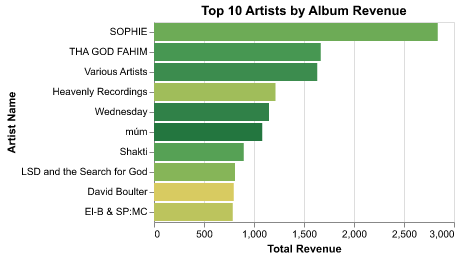 Top 10 Artists by Album Revenue
Artist Name
SOPHIE
THA GOD FAHIM
Various Artists
Heavenly Recordings
Wednesday
múm
Shakti
LSD and the Search for God
David Boulter
El-B & SP:MC
0 500 1,000 1,500 2,000 2,500 3,000
Total Revenue